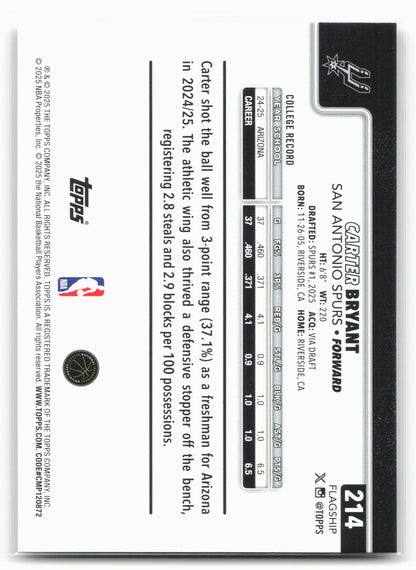 214
FLAGSHIP
@TOPPS
CARTER BRYANT
SAN ANTONIO SPURS • FORWARD
HT: 6'8" WT: 220
DRAFTED: SPURS #1, 2025 ACQ: VIA DRAFT
BORN: 11-26-05, RIVERSIDE, CA HOME: RIVERSIDE, CA
COLLEGE RECORD
YEAR SCHOOL G FG% 3P% REB/G STL/G BLK/G AST/G PTS/G
24-25 ARIZONA 37 .460 .371 4.1 0.9 1.0 1.0 6.5
CAREER 37 .460 .371 4.1 0.9 1.0 1.0 6.5
Carter shot the ball well from 3-point range (37.1%) as a freshman for Arizona
in 2024/25. The athletic wing also thrived a defensive stopper off the bench,
registering 2.8 steals and 2.9 blocks per 100 possessions.
Topps
NBA
® & © 2025 THE TOPPS COMPANY, INC. ALL RIGHTS RESERVED. TOPPS IS A REGISTERED TRADEMARK OF THE TOPPS COMPANY, INC.
© 2025 NBA Properties, Inc. © 2025 the National Basketball Players Association. All rights reserved. WWW.TOPPS.COM. CODE#CMP120872